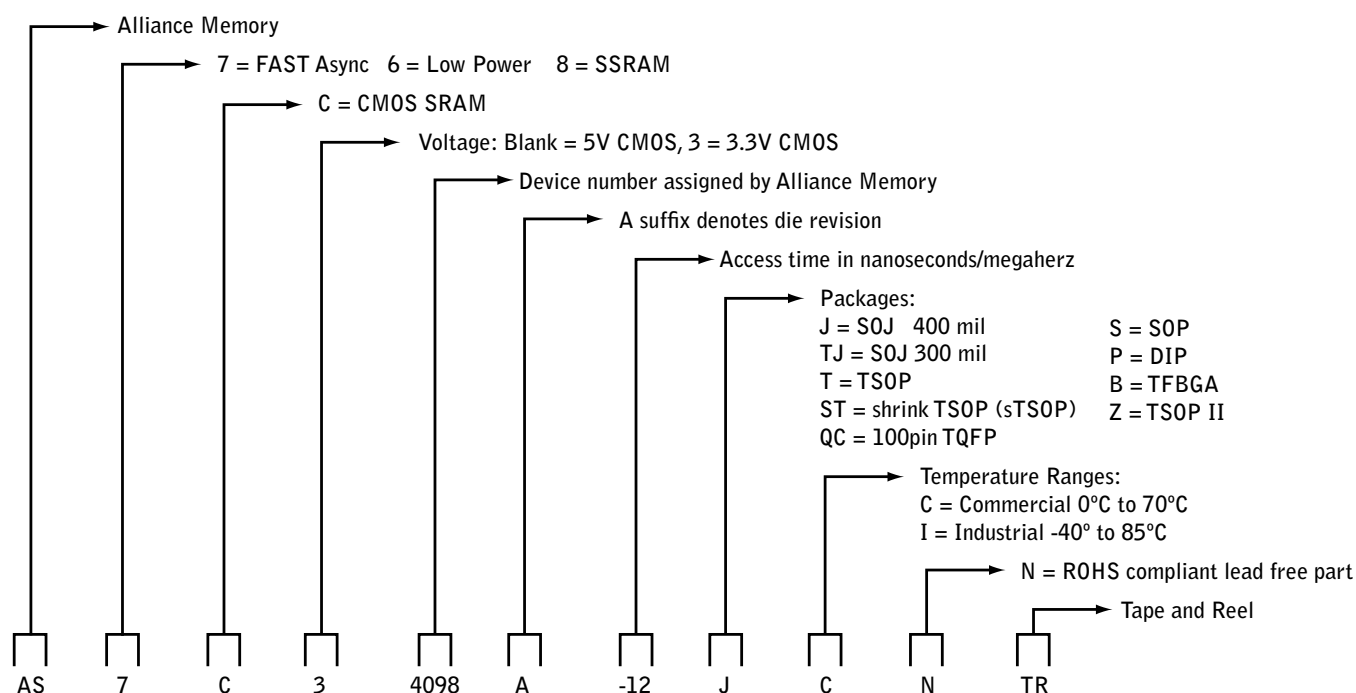 Alliance Memory
7 = FAST Async 6 = Low Power 8 = SSRAM
C = CMOS SRAM
Voltage: Blank = 5V CMOS, 3 = 3.3V CMOS
Device number assigned by Alliance Memory
A suffix denotes die revision
Access time in nanoseconds/megaherz
Packages:
J = SOJ 400 mil
TJ = SOJ 300 mil
T = TSOP
ST = shrink TSOP (sTSOP)
QC = 100pin TQFP
S = SOP
P = DIP
B = TFBGA
Z = TSOP II
Temperature Ranges:
C = Commercial 0ºC to 70ºC
I = Industrial -40º to 85ºC
N = ROHS compliant lead free part
Tape and Reel
AS 7 C 3 4098 A -12 J C N TR